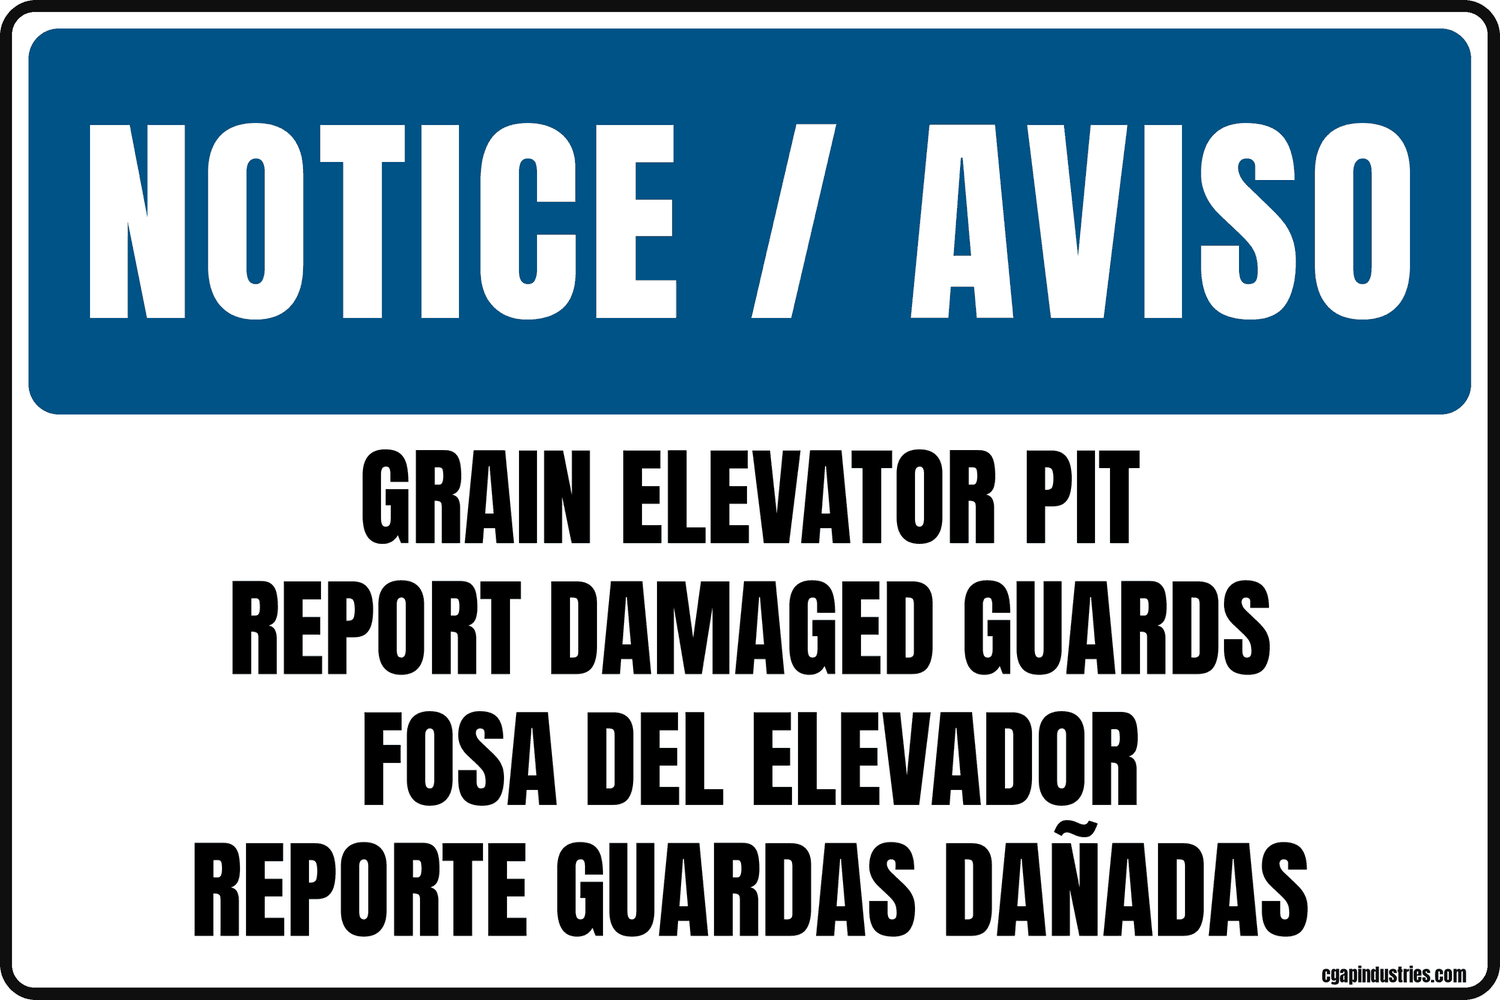 NOTICE / AVISO
GRAIN ELEVATOR PIT
REPORT DAMAGED GUARDS
FOSA DEL ELEVADOR
REPORTE GUARDAS DAÑADAS
cgapindustries.com